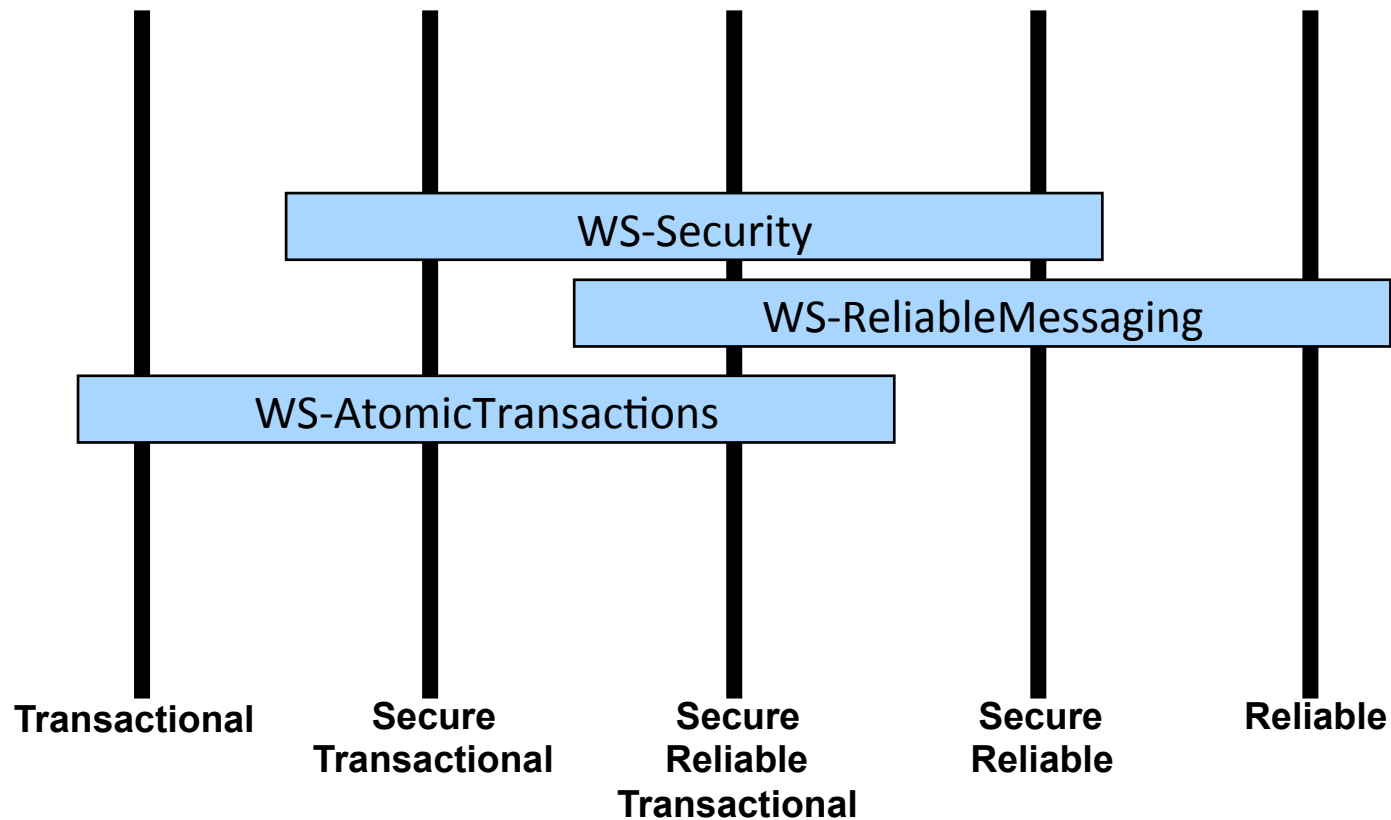 WS-Security
WS-ReliableMessaging
WS-AtomicTransactions
Transactional
Secure
Transactional
Secure
Reliable
Transactional
Secure
Reliable
Reliable